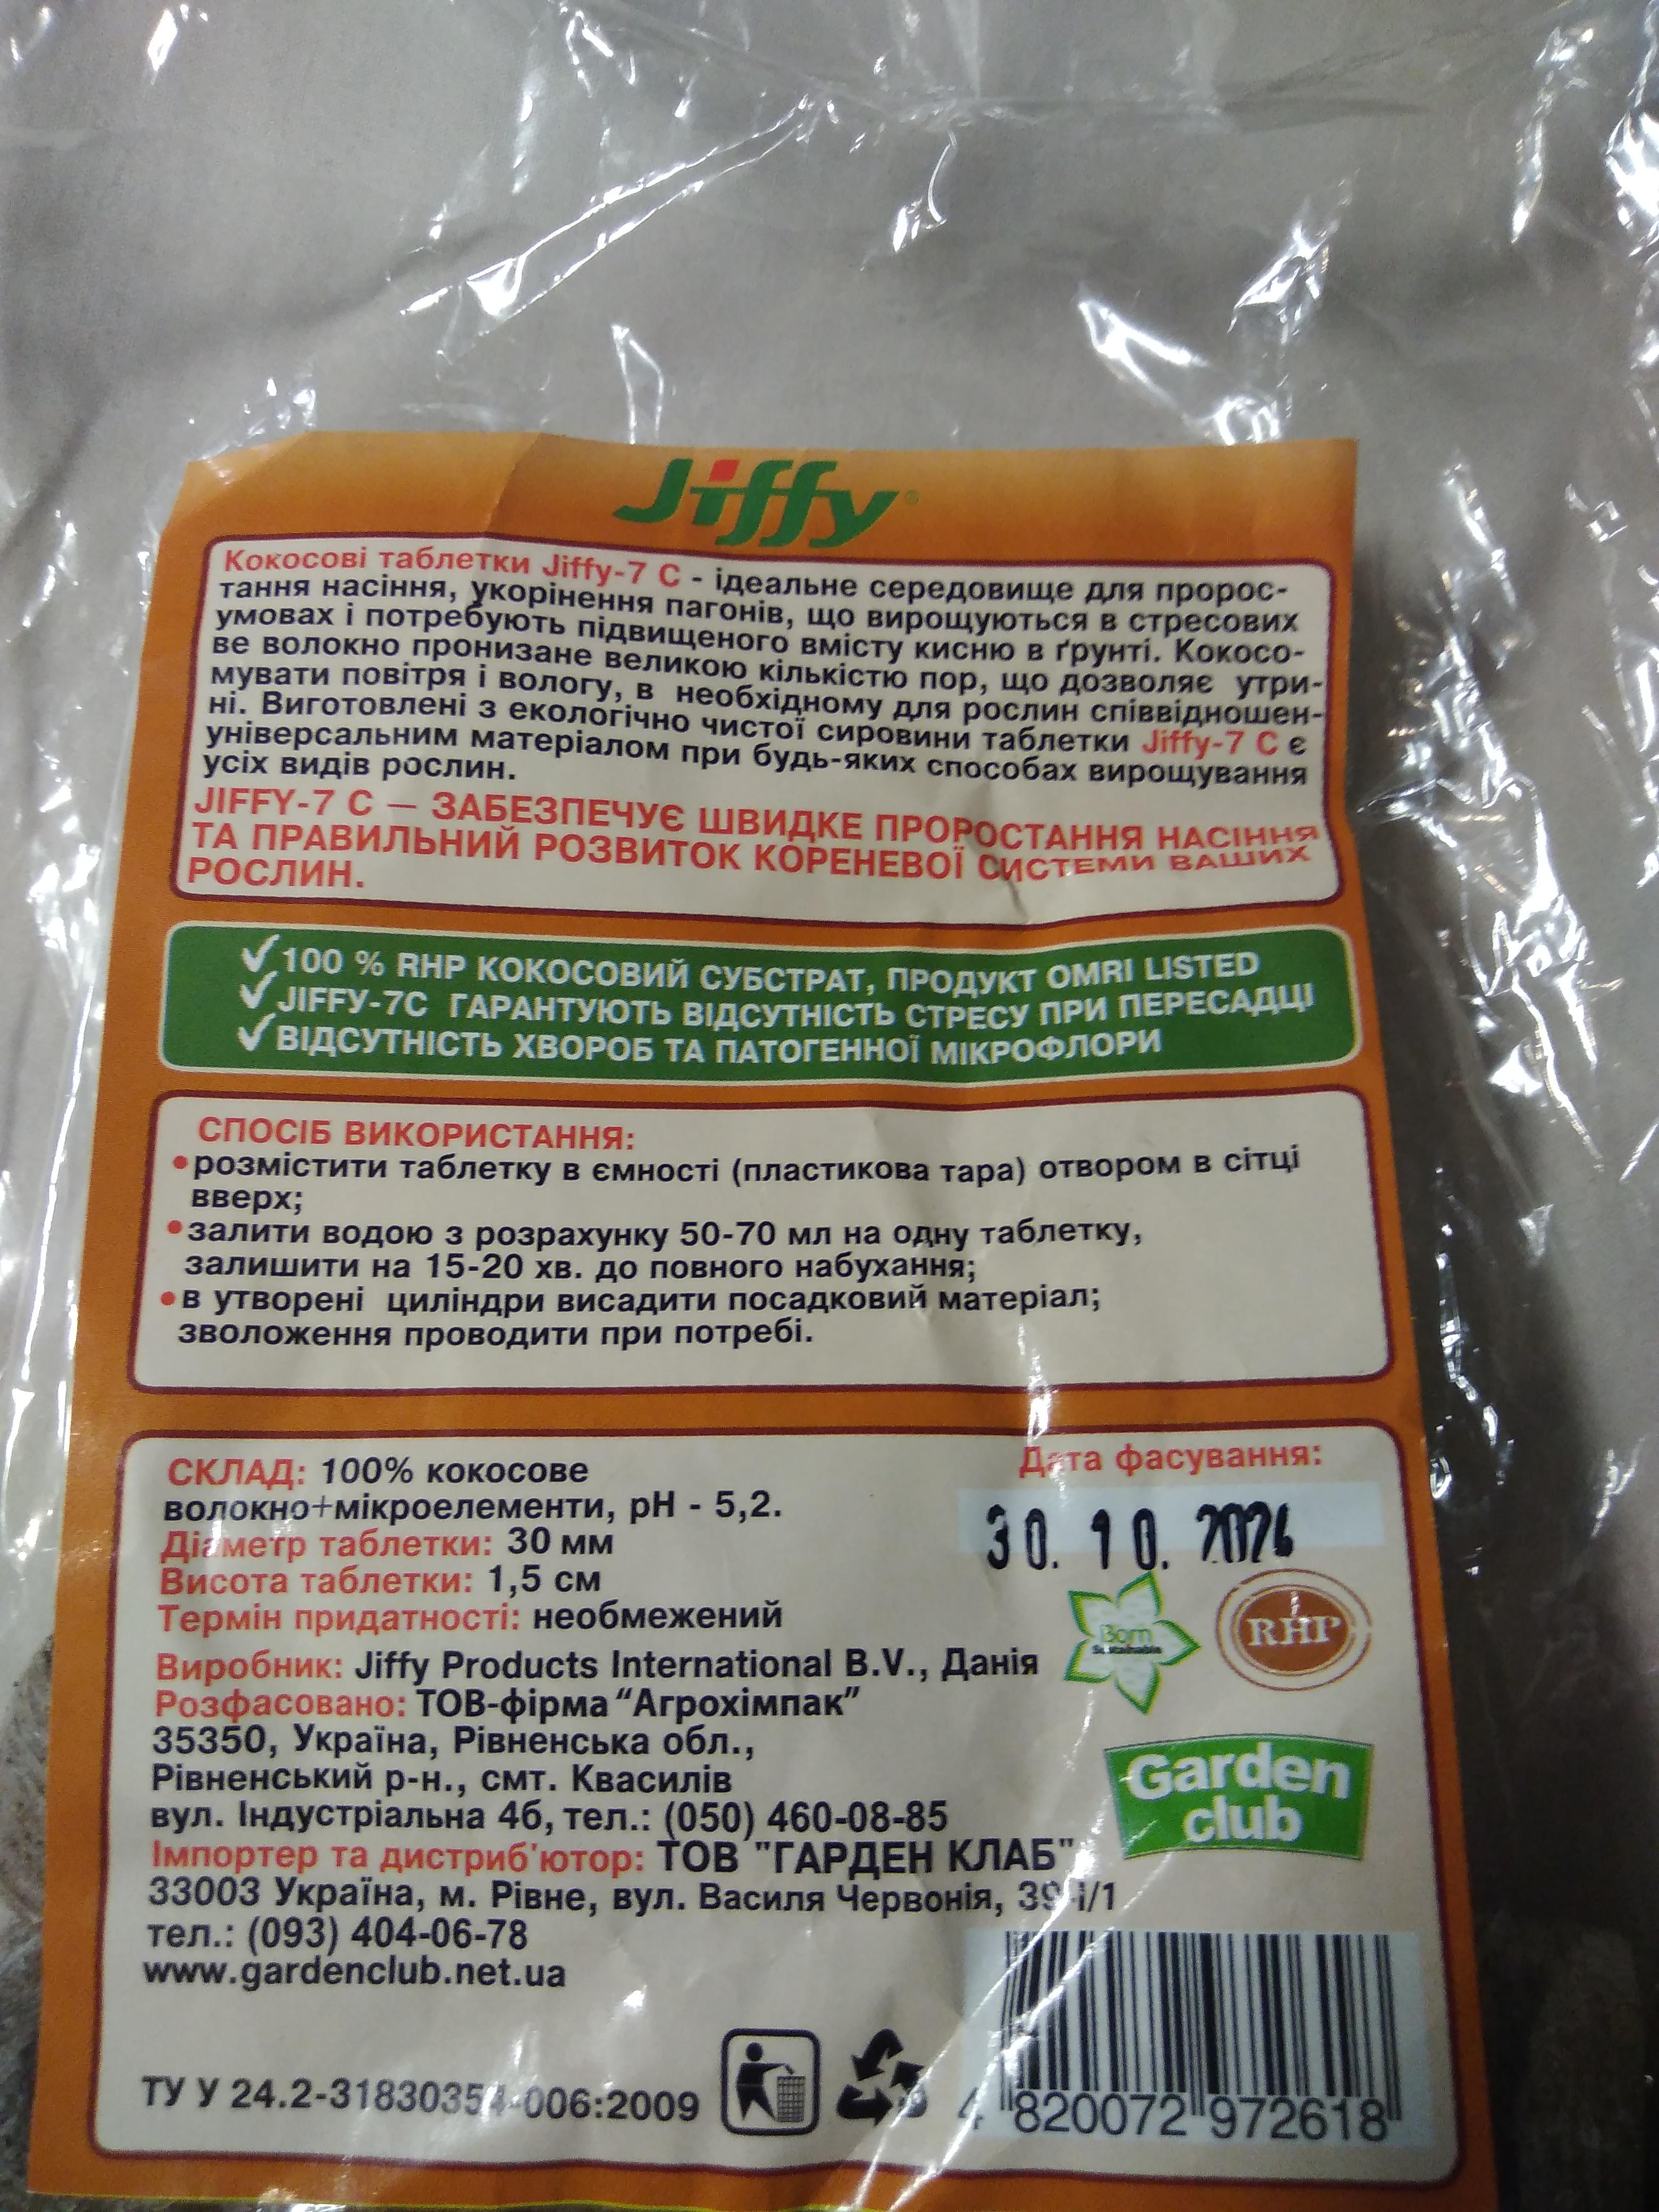 Jiffy®
Кокосові таблетки Jiffy-7 C - ідеальне середовище для пророс-
тання насіння, укорінення пагонів, що вирощуються в стресових
умовах і потребують підвищеного вмісту кисню в ґрунті. Кокосо-
ве волокно пронизане великою кількістю пор, що дозволяє утри-
мувати повітря і вологу, в необхідному для рослин співвідношен-
ні. Виготовлені з екологічно чистої сировини таблетки Jiffy-7 C є
універсальним матеріалом при будь-яких способах вирощування
усіх видів рослин.
JIFFY-7 C — ЗАБЕЗПЕЧУЄ ШВИДКЕ ПРОРОСТАННЯ НАСІННЯ
ТА ПРАВИЛЬНИЙ РОЗВИТОК КОРЕНЕВОЇ СИСТЕМИ ВАШИХ
РОСЛИН.
✓ 100 % RHP КОКОСОВИЙ СУБСТРАТ, ПРОДУКТ OMRI LISTED
✓ JIFFY-7C ГАРАНТУЮТЬ ВІДСУТНІСТЬ СТРЕСУ ПРИ ПЕРЕСАДЦІ
✓ ВІДСУТНІСТЬ ХВОРОБ ТА ПАТОГЕННОЇ МІКРОФЛОРИ
СПОСІБ ВИКОРИСТАННЯ:
• розмістити таблетку в ємності (пластикова тара) отвором в сітці
вверх;
• залити водою з розрахунку 50-70 мл на одну таблетку,
залишити на 15-20 хв. до повного набухання;
• в утворені циліндри висадити посадковий матеріал;
зволоження проводити при потребі.
СКЛАД: 100% кокосове
волокно+мікроелементи, pH - 5,2.
Діаметр таблетки: 30 мм
Висота таблетки: 1,5 см
Термін придатності: необмежений
Дата фасування:
30. 10.
Born
Sustainable
RHP
Виробник: Jiffy Products International B.V., Данія
Розфасовано: ТОВ-фірма “Агрохімпак”
35350, Україна, Рівненська обл.,
Рівненський р-н., смт. Квасилів
вул. Індустріальна 4б, тел.: (050) 460-08-85
Garden
club
Імпортер та дистриб'ютор: ТОВ "ГАРДЕН КЛАБ"
33003 Україна, м. Рівне, вул. Василя Червонія,
тел.: (093) 404-06-78
www.gardenclub.net.ua
ТУ У 24.2-31830354-006:2009
4 820072 972618